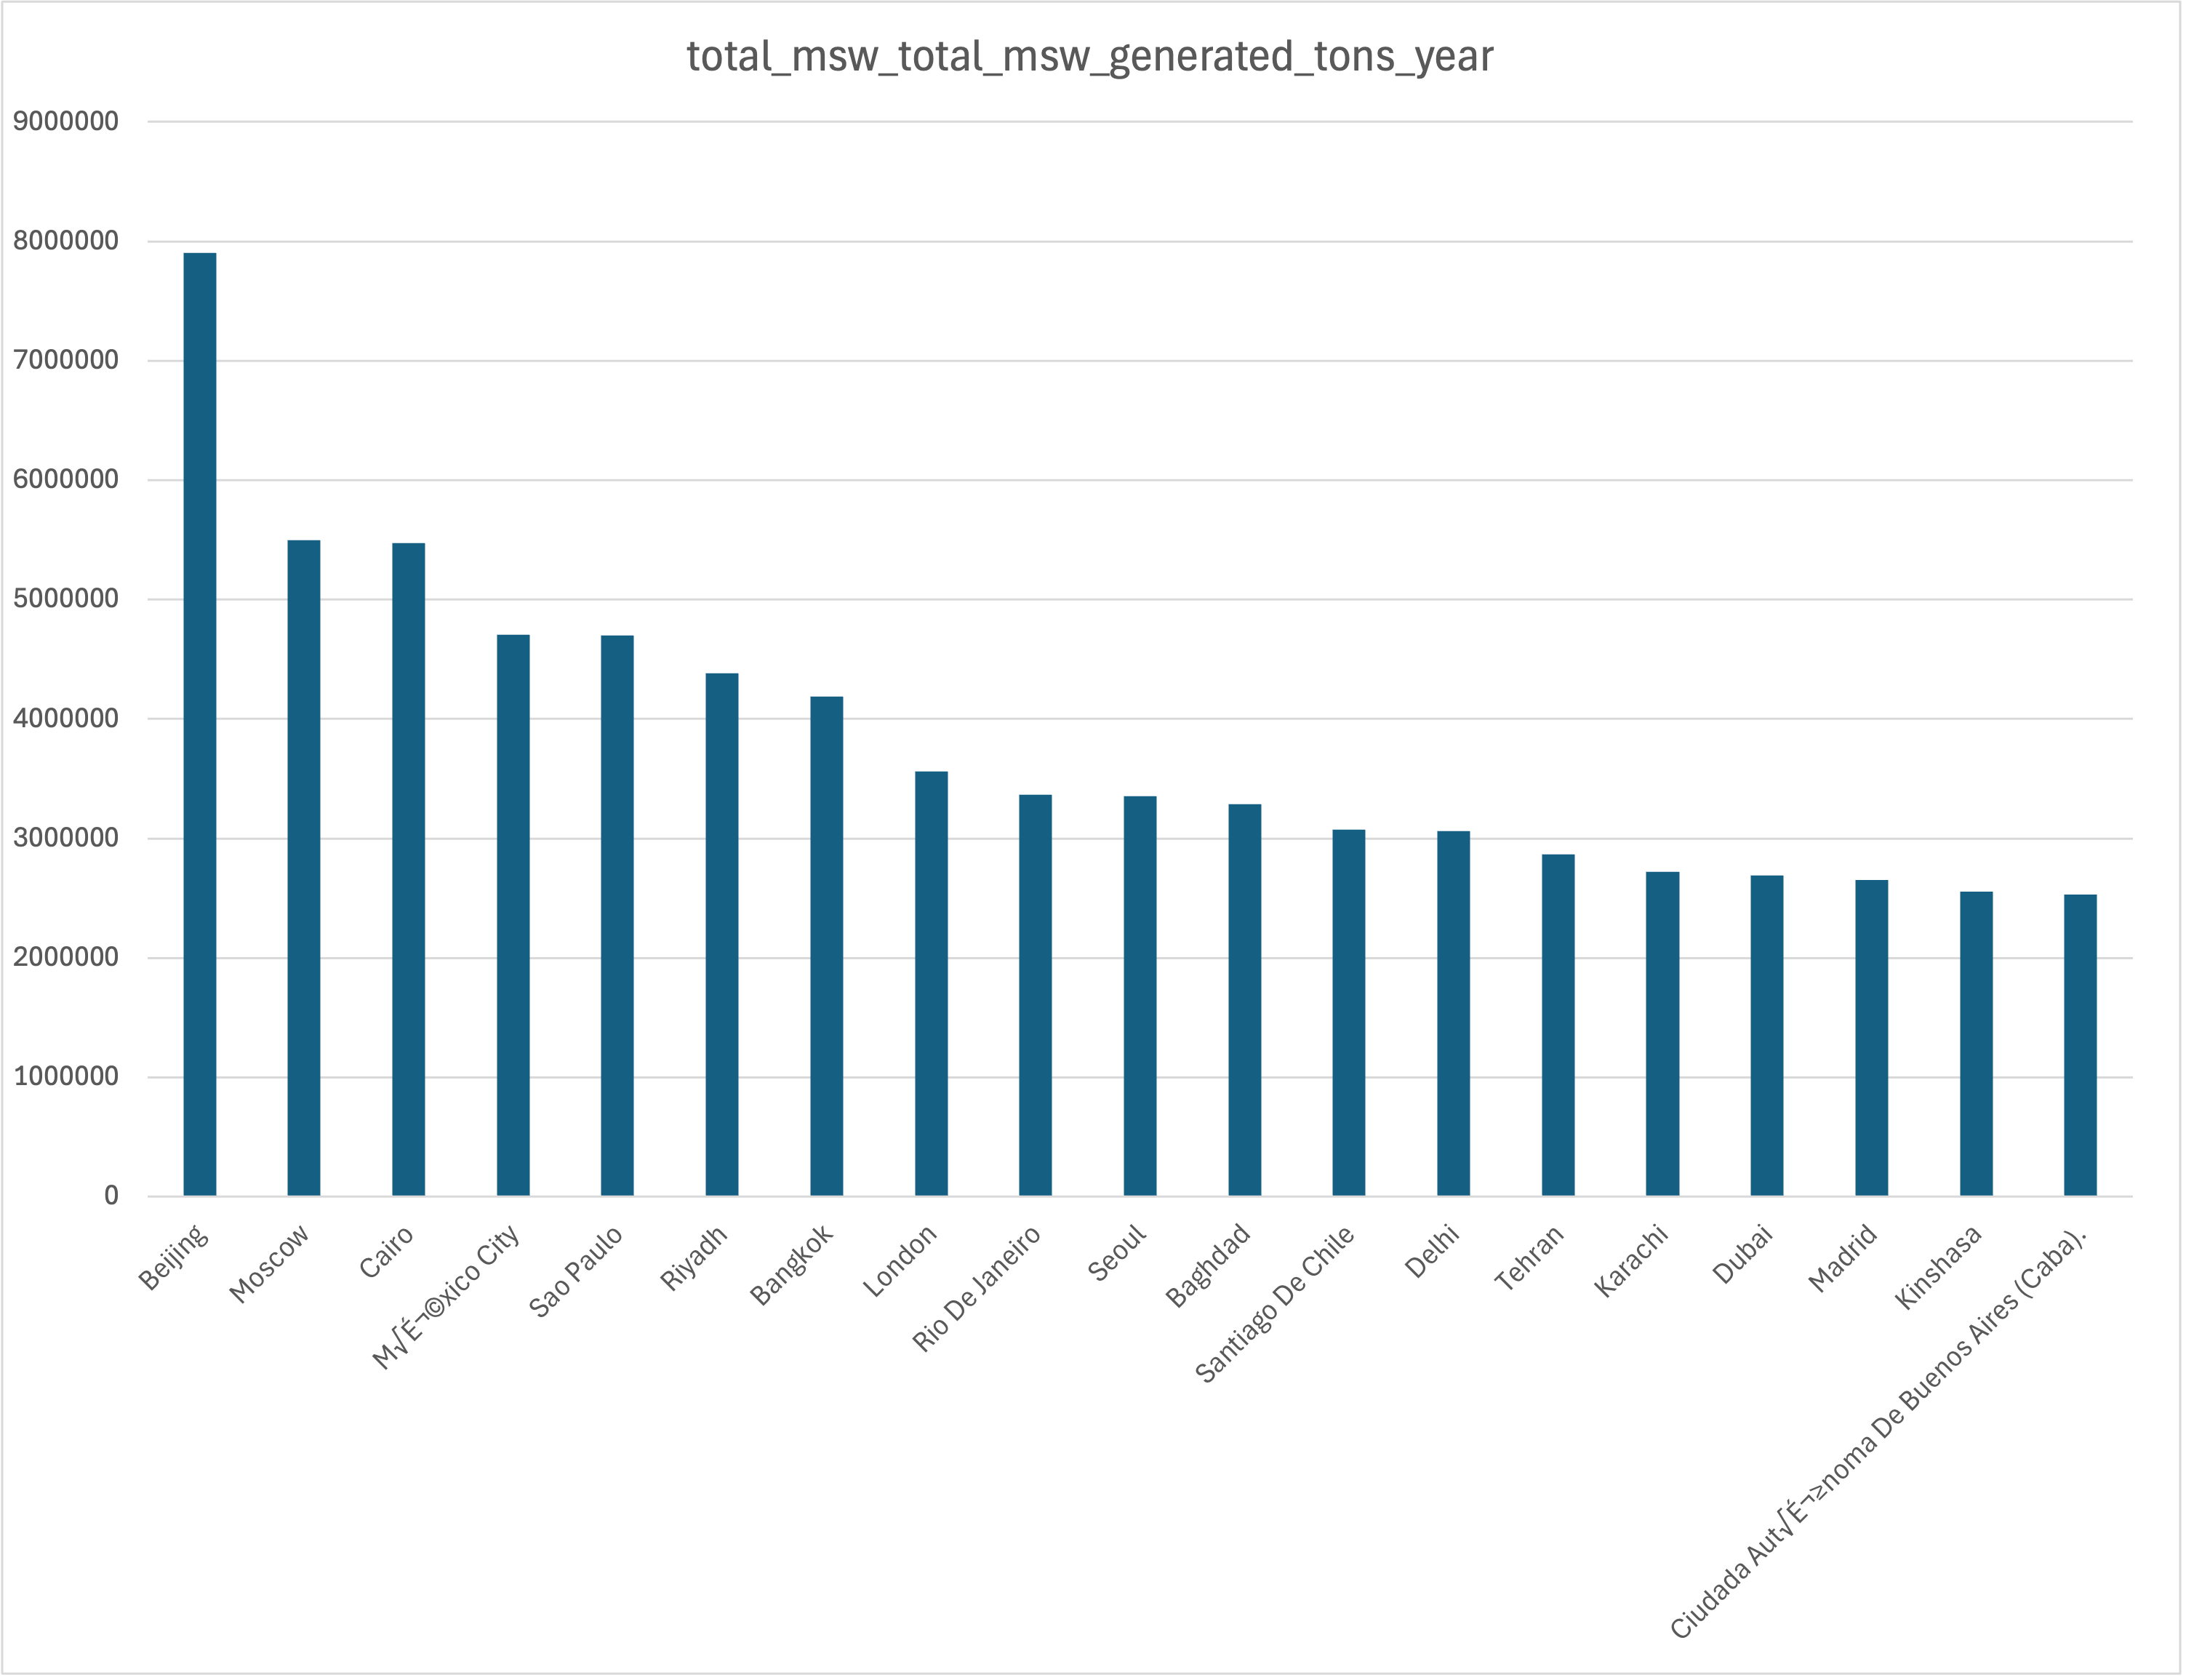 total_msw_total_msw_generated_tons_year
9000000
8000000
7000000
6000000
5000000
4000000
3000000
2000000
1000000
0
Beijing
Moscow
Cairo
M√É¬©xico City
Sao Paulo
Riyadh
Bangkok
London
Rio De Janeiro
Seoul
Baghdad
Santiago De Chile
Delhi
Tehran
Karachi
Dubai
Madrid
Kinshasa
Ciudada Aut√É¬≥noma De Buenos Aires (Caba).